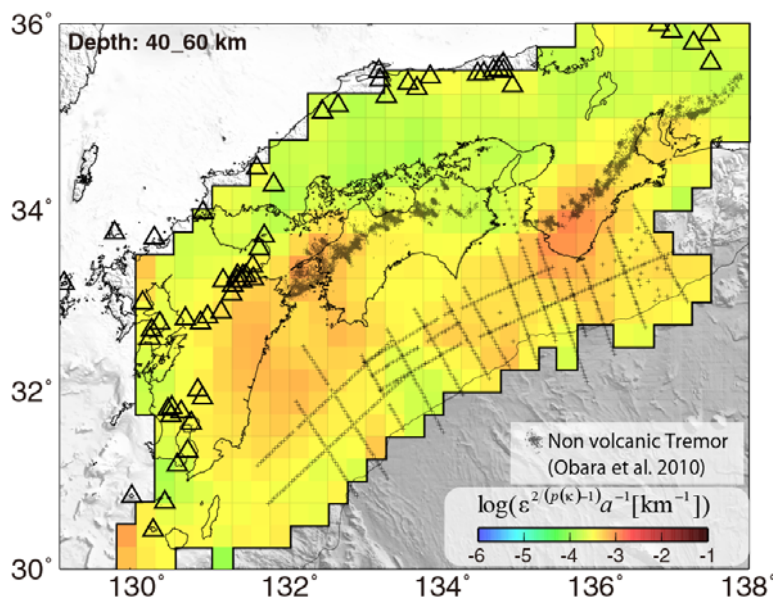 36°
Depth: 40_60 km
34°
32°
Non volcanic Tremor
(Obara et al. 2010)
log(ε^2/(p(κ)-1) a^-1[km^-1])
-6 -5 -4 -3 -2 -1
30°
130° 132° 134° 136° 138°